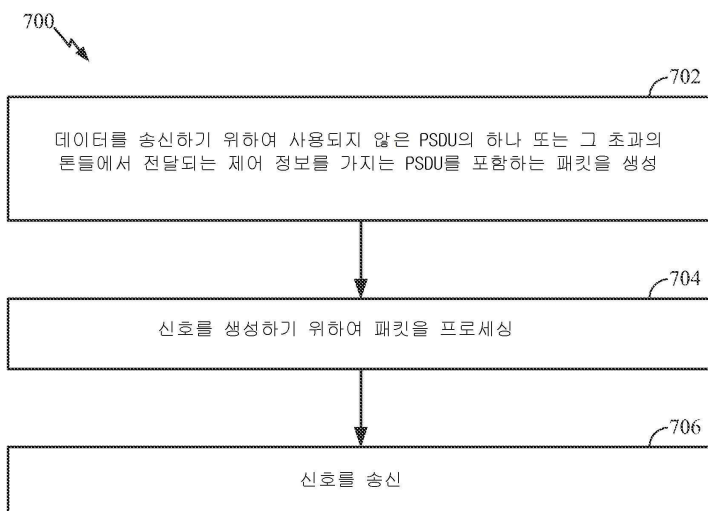 700
702
데이터를 송신하기 위하여 사용되지 않은 PSDU의 하나 또는 그 초과의
톤들에서 전달되는 제어 정보를 가지는 PSDU를 포함하는 패킷을 생성
704
신호를 생성하기 위하여 패킷을 프로세싱
706
신호를 송신